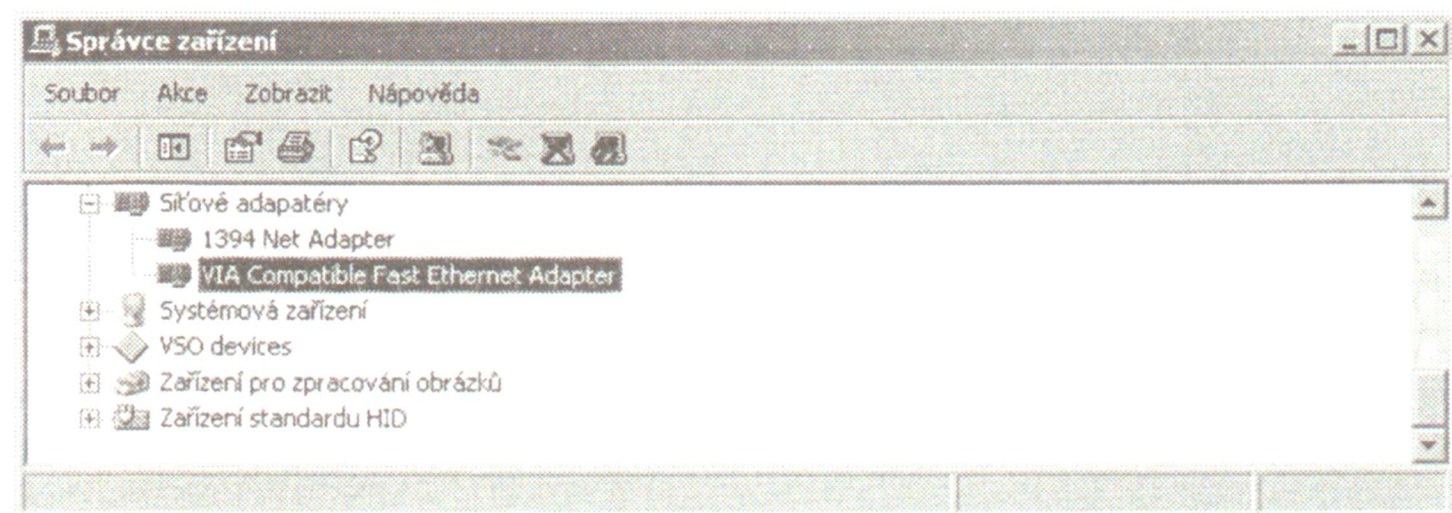 Správce zařízení
Soubor Akce Zobrazit Nápověda
Síťové adapatéry
1394 Net Adapter
VIA Compatible Fast Ethernet Adapter
Systémová zařízení
VSO devices
Zařízení pro zpracování obrázků
Zařízení standardu HID